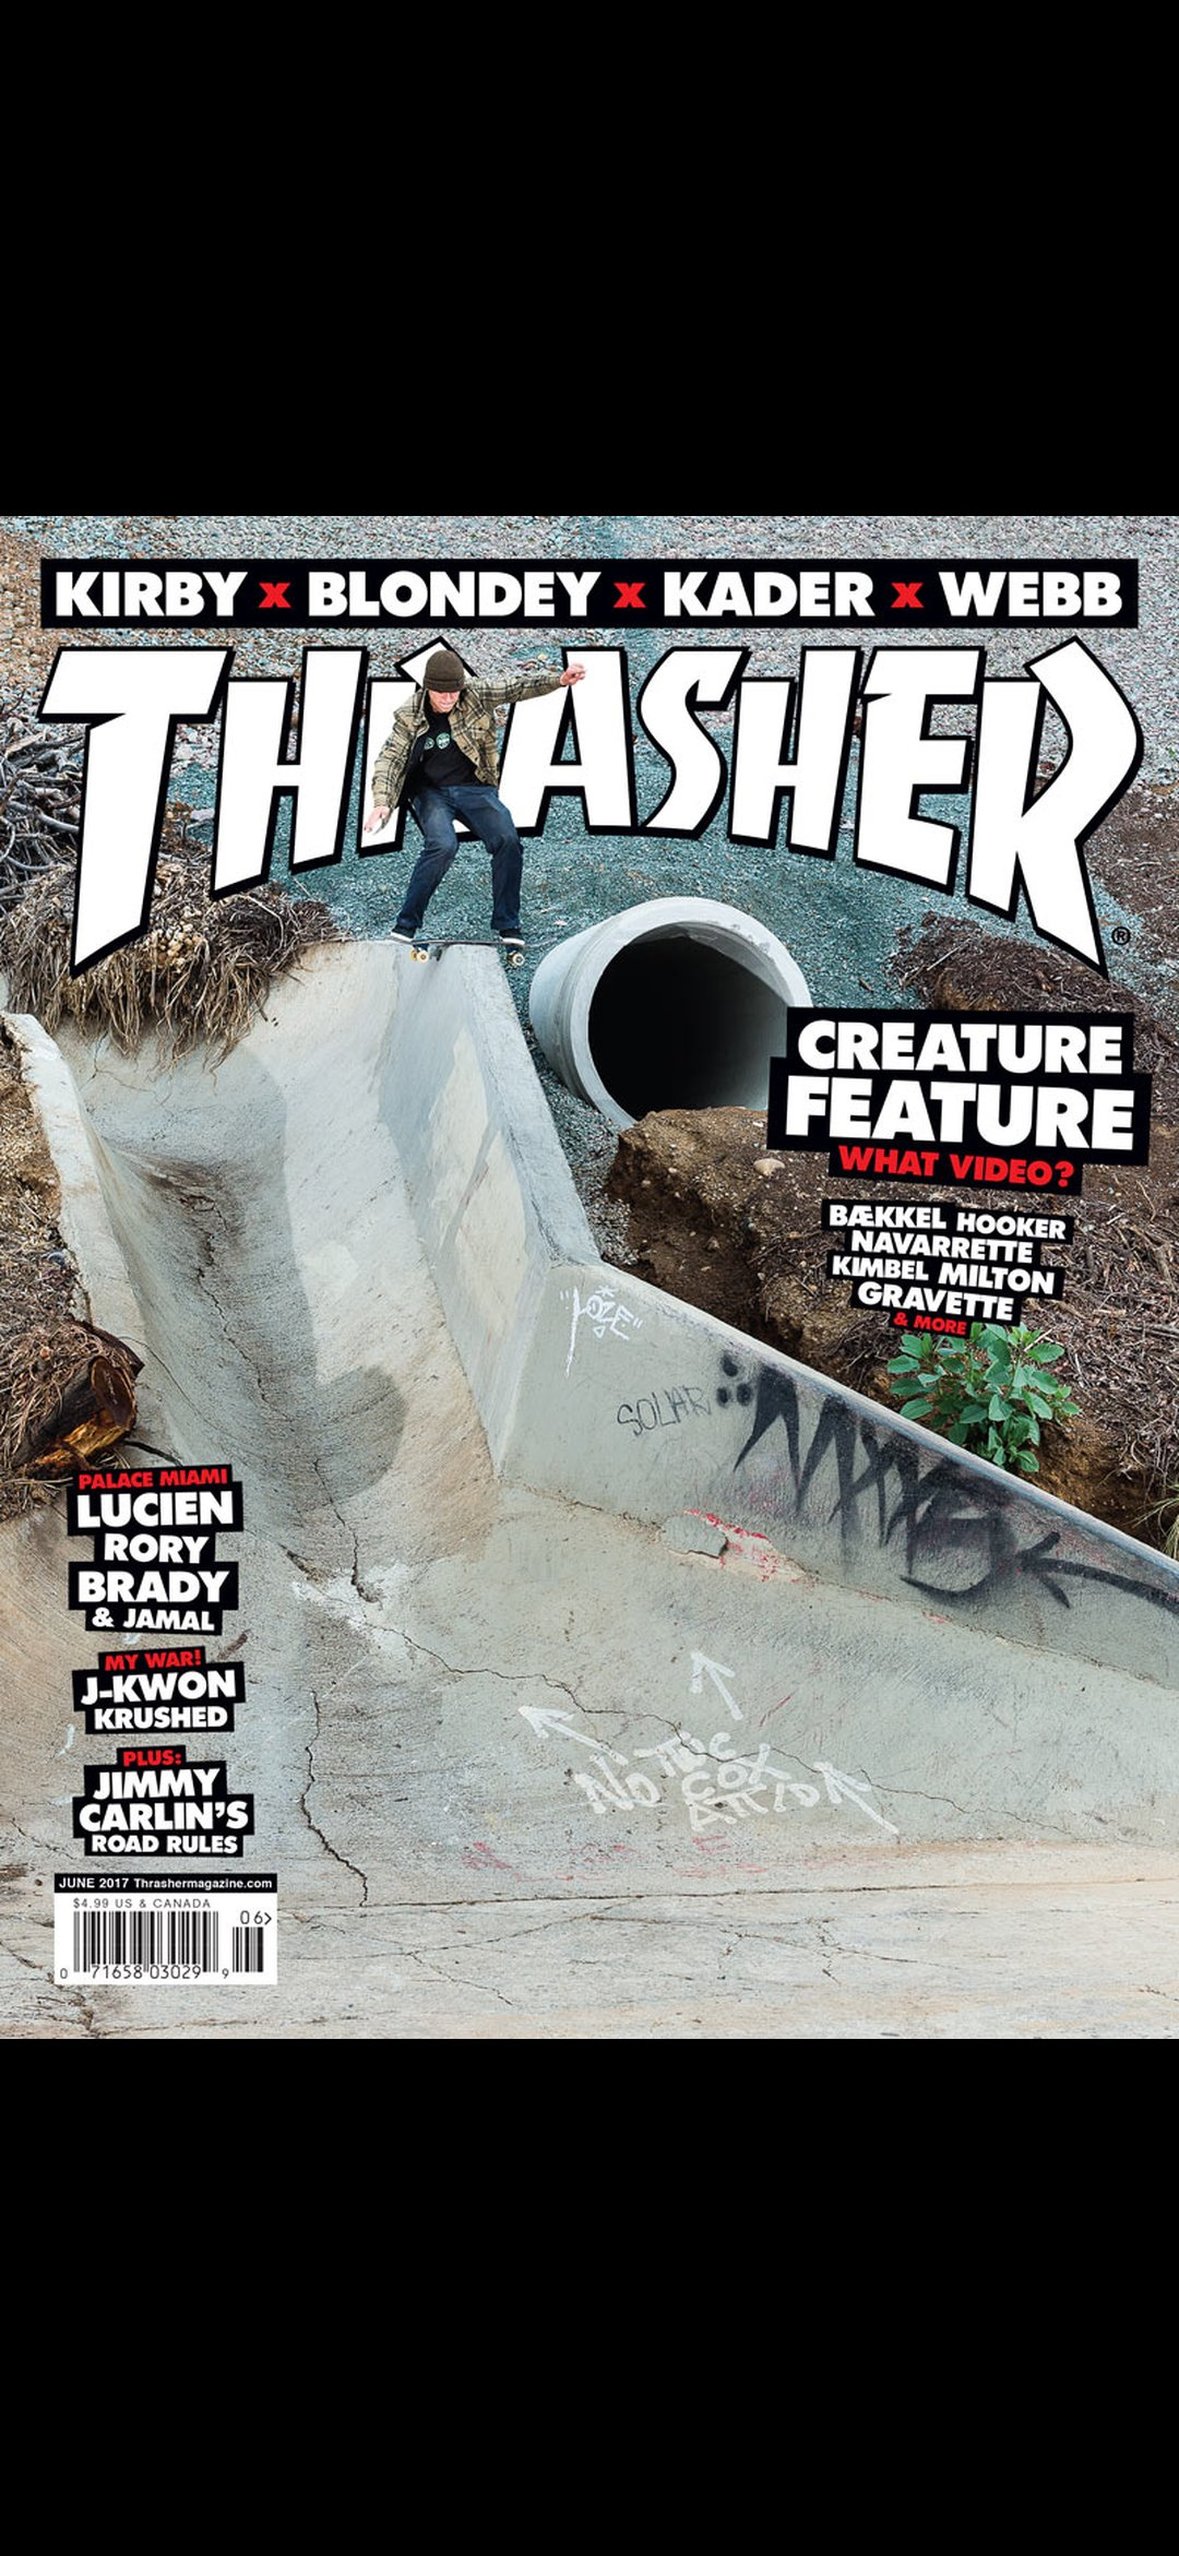 KIRBY x BLONDEY x KADER x WEBB
THRASHER®
CREATURE
FEATURE
WHAT VIDEO?
BÆKKEL HOOKER
NAVARRETTE
KIMBEL MILTON
GRAVETTE
& MORE
SOLAR
NO
PALACE MIAMI
LUCIEN
RORY
BRADY
& JAMAL
MY WAR!
J-KWON
KRUSHED
PLUS:
JIMMY
CARLIN'S
ROAD RULES
JUNE 2017 Thrashermagazine.com
$4.99 US & CANADA
06>
0 71658 03029 9